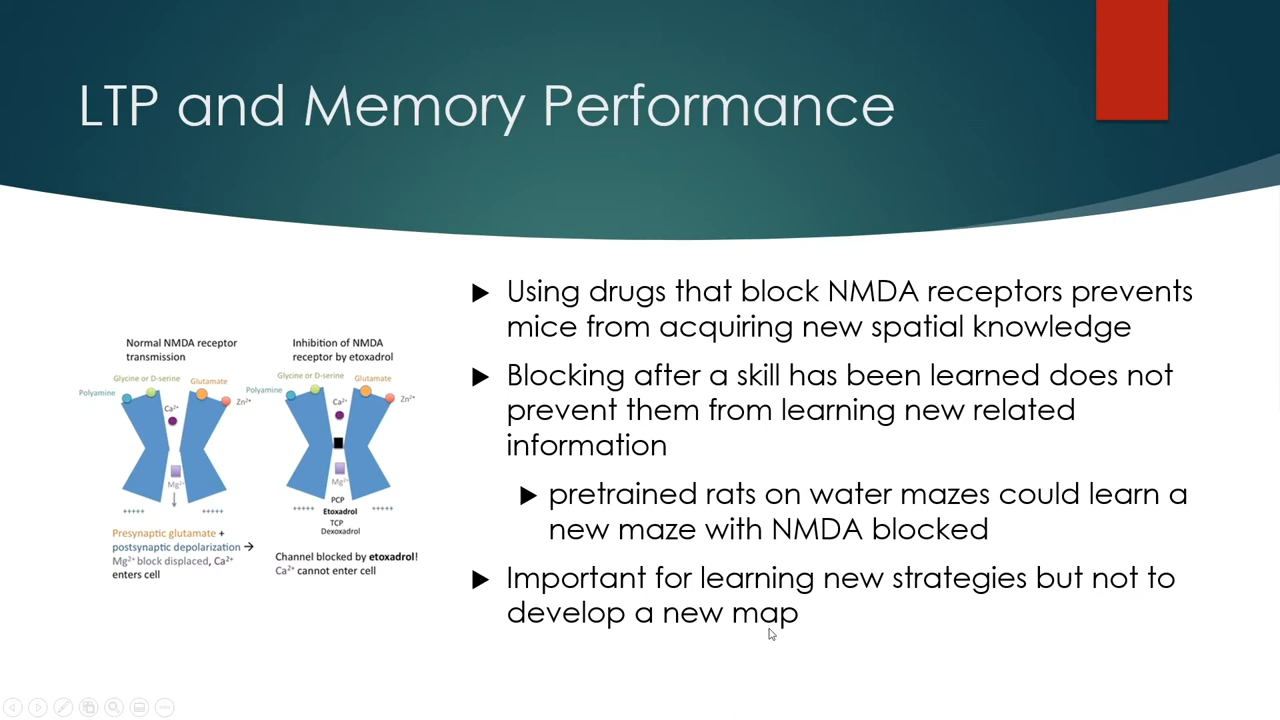 LTP and Memory Performance
Using drugs that block NMDA receptors prevents
mice from acquiring new spatial knowledge
Blocking after a skill has been learned does not
prevent them from learning new related
information
pretrained rats on water mazes could learn a
new maze with NMDA blocked
Important for learning new strategies but not to
develop a new map
Normal NMDA receptor
transmission
Glycine or D-serine
Polyamine
Glutamate
Zn²⁺
Ca²⁺
Mg²⁺
+++++
+++++
Presynaptic glutamate +
postsynaptic depolarization →
Mg²⁺ block displaced, Ca²⁺
enters cell
Inhibition of NMDA
receptor by etoxadrol
Glycine or D-serine
Polyamine
Glutamate
Zn²⁺
Ca²⁺
Mg²⁺
+++++
+++++
PCP
Etoxadrol
TCP
Dexoxadrol
Channel blocked by etoxadrol!
Ca²⁺ cannot enter cell